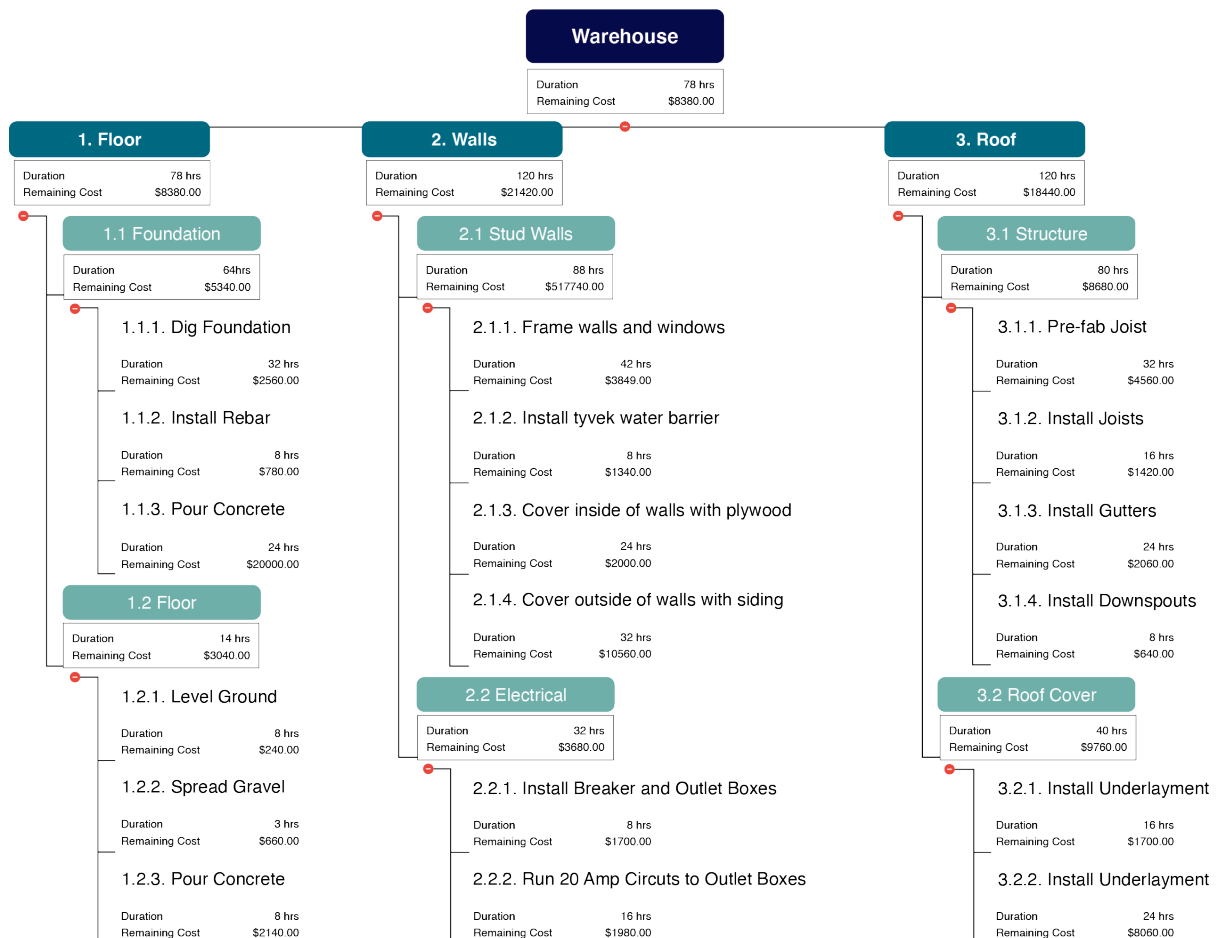 Warehouse
Duration 78 hrs
Remaining Cost $8380.00
1. Floor
Duration 78 hrs
Remaining Cost $8380.00
1.1 Foundation
Duration 64hrs
Remaining Cost $5340.00
1.1.1. Dig Foundation
Duration 32 hrs
Remaining Cost $2560.00
1.1.2. Install Rebar
Duration 8 hrs
Remaining Cost $780.00
1.1.3. Pour Concrete
Duration 24 hrs
Remaining Cost $20000.00
1.2 Floor
Duration 14 hrs
Remaining Cost $3040.00
1.2.1. Level Ground
Duration 8 hrs
Remaining Cost $240.00
1.2.2. Spread Gravel
Duration 3 hrs
Remaining Cost $660.00
1.2.3. Pour Concrete
Duration 8 hrs
Remaining Cost $2140.00
2. Walls
Duration 120 hrs
Remaining Cost $21420.00
2.1 Stud Walls
Duration 88 hrs
Remaining Cost $517740.00
2.1.1. Frame walls and windows
Duration 42 hrs
Remaining Cost $3849.00
2.1.2. Install tyvek water barrier
Duration 8 hrs
Remaining Cost $1340.00
2.1.3. Cover inside of walls with plywood
Duration 24 hrs
Remaining Cost $2000.00
2.1.4. Cover outside of walls with siding
Duration 32 hrs
Remaining Cost $10560.00
2.2 Electrical
Duration 32 hrs
Remaining Cost $3680.00
2.2.1. Install Breaker and Outlet Boxes
Duration 8 hrs
Remaining Cost $1700.00
2.2.2. Run 20 Amp Circuts to Outlet Boxes
Duration 16 hrs
Remaining Cost $1980.00
3. Roof
Duration 120 hrs
Remaining Cost $18440.00
3.1 Structure
Duration 80 hrs
Remaining Cost $8680.00
3.1.1. Pre-fab Joist
Duration 32 hrs
Remaining Cost $4560.00
3.1.2. Install Joists
Duration 16 hrs
Remaining Cost $1420.00
3.1.3. Install Gutters
Duration 24 hrs
Remaining Cost $2060.00
3.1.4. Install Downspouts
Duration 8 hrs
Remaining Cost $640.00
3.2 Roof Cover
Duration 40 hrs
Remaining Cost $9760.00
3.2.1. Install Underlayment
Duration 16 hrs
Remaining Cost $1700.00
3.2.2. Install Underlayment
Duration 24 hrs
Remaining Cost $8060.00